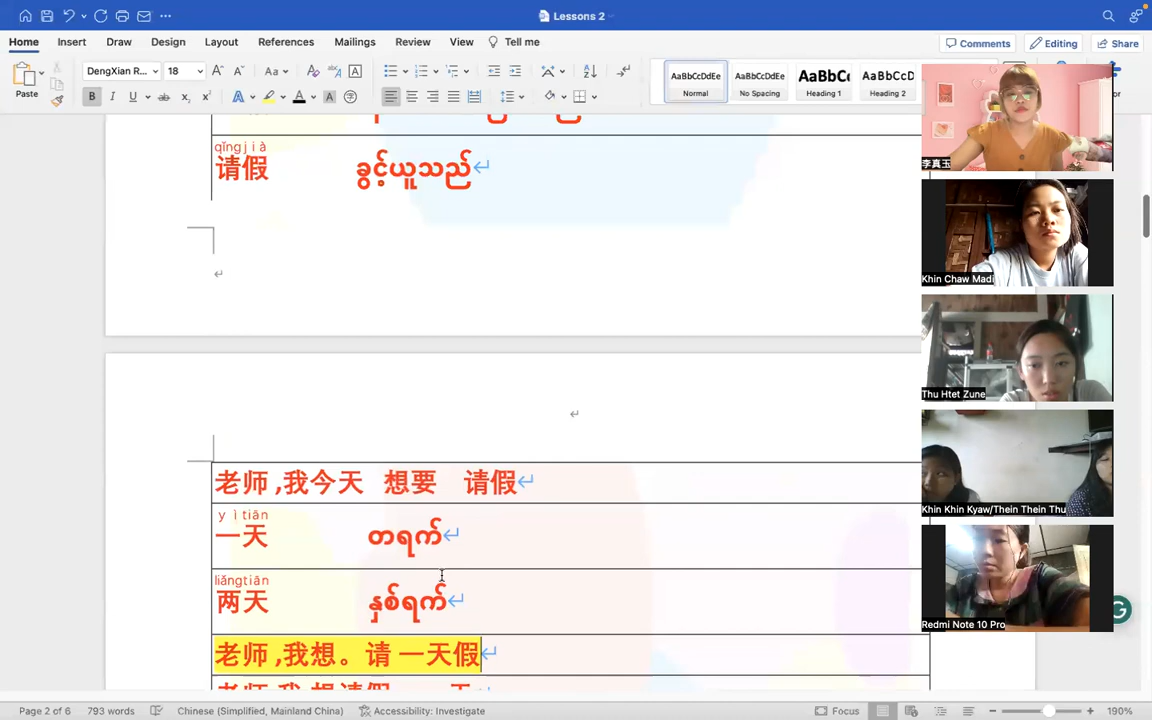 Lessons 2
Home Insert Draw Design Layout References Mailings Review View Tell me
Comments Editing Share
Paste
DengXian R... 18
AaBbCcDdEe AaBbCcDdEe AaBbC AaBbCcD
Normal No Spacing Heading 1 Heading 2
qǐngjià
请假 ခွင့်ယူသည်
老师 ,我今天 想要 请假
yìtiān
一天 တရက်
liǎngtiān
两天 နှစ်ရက်
老师 ,我想。请 一天假
李真玉
Khin Chaw Madi
Thu Htet Zune
Khin Khin Kyaw/Thein Thein Thu
Redmi Note 10 Pro
Page 2 of 6 793 words Chinese (Simplified, Mainland China) Accessibility: Investigate Focus 190%